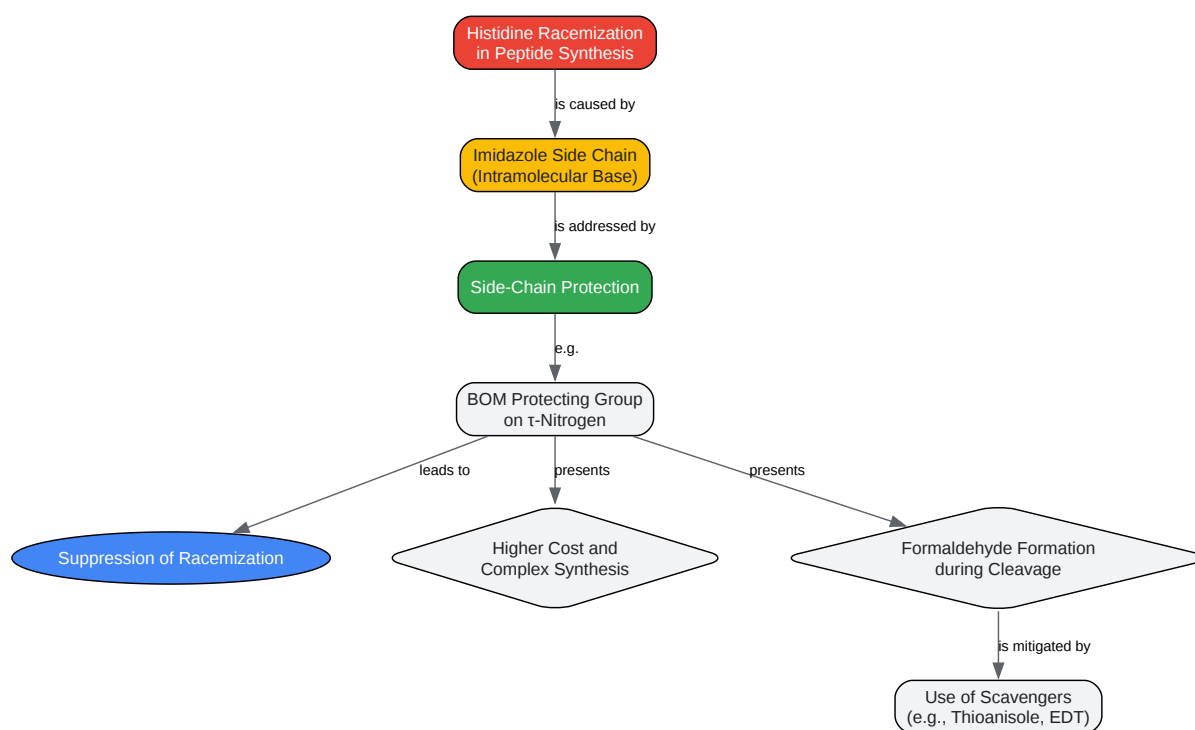 Histidine Racemization
in Peptide Synthesis
is caused by
Imidazole Side Chain
(Intramolecular Base)
is addressed by
Side-Chain Protection
e.g.
BOM Protecting Group
on τ-Nitrogen
leads to
presents
presents
Suppression of Racemization
Higher Cost and
Complex Synthesis
Formaldehyde Formation
during Cleavage
is mitigated by
Use of Scavengers
(e.g., Thioanisole, EDT)